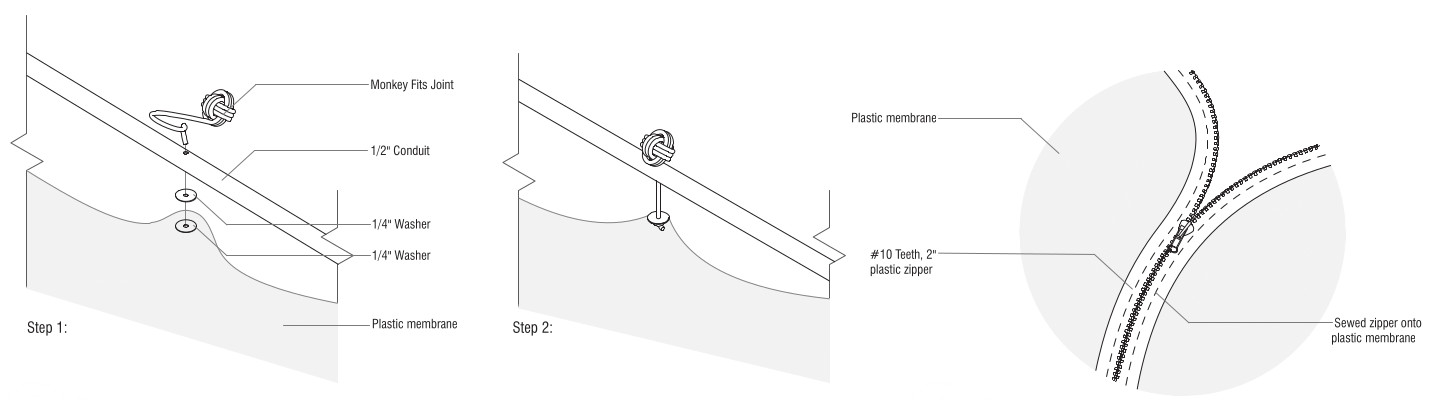 Monkey Fits Joint
1/2" Conduit
1/4" Washer
1/4" Washer
Plastic membrane
Step 1:
Step 2:
Plastic membrane
#10 Teeth, 2"
plastic zipper
Sewed zipper onto
plastic membrane